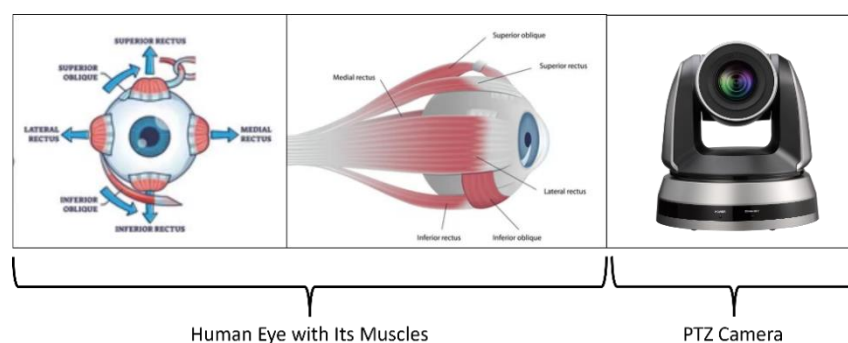 SUPERIOR RECTUS
SUPERIOR
OBLIQUE
LATERAL
RECTUS
MEDIAL
RECTUS
INFERIOR
OBLIQUE
INFERIOR RECTUS
Superior oblique
Superior rectus
Medial rectus
Lateral rectus
Inferior rectus
Inferior oblique
Human Eye with Its Muscles
PTZ Camera